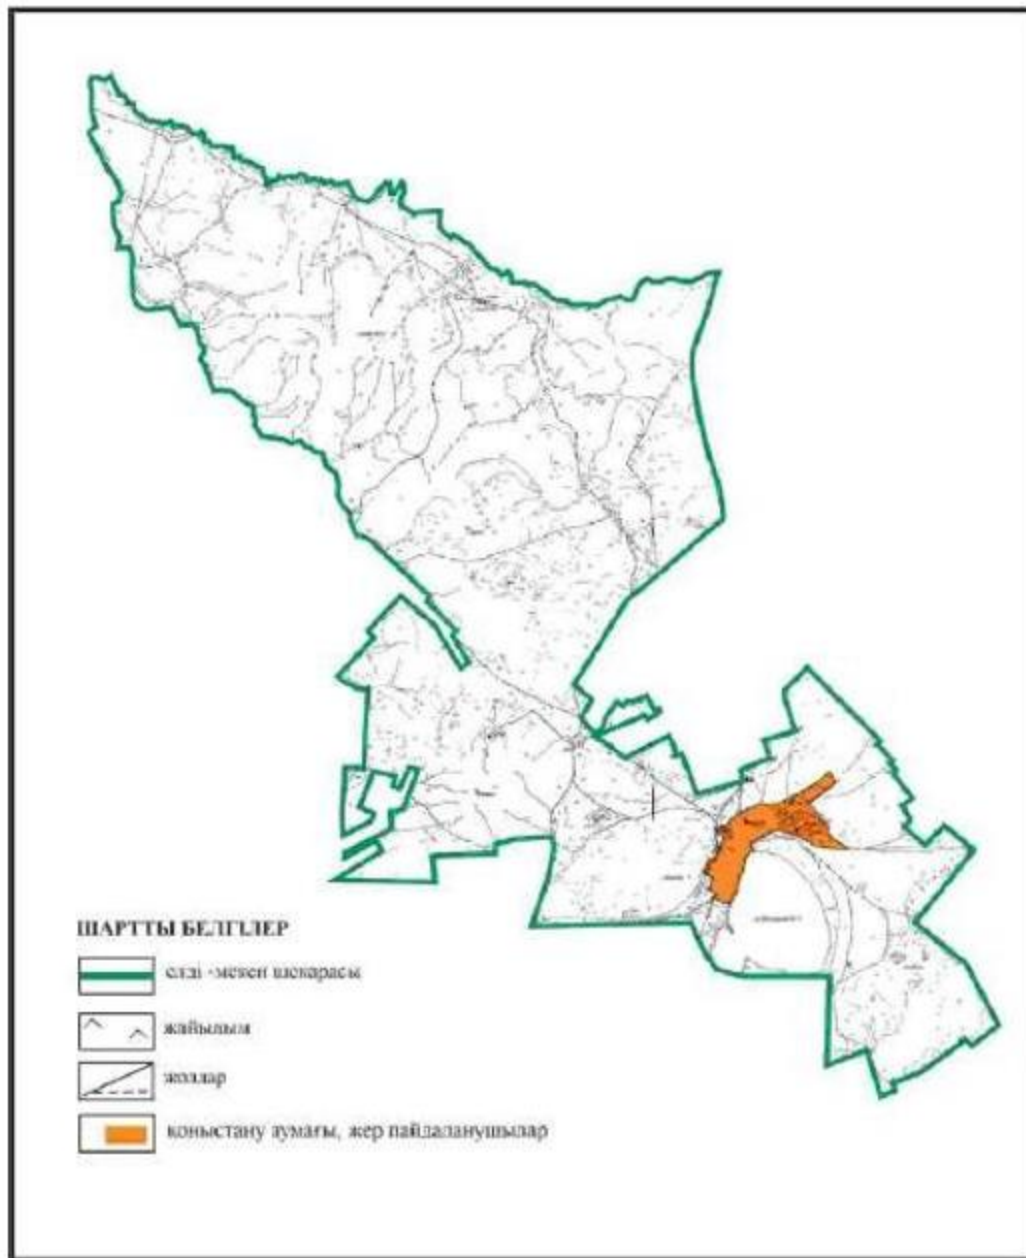 ШАРТТЫ БЕЛГІЛЕР
елді -мекен шекарасы
жайылым
жолдар
қоныстану аумағы, жер пайдаланушылар